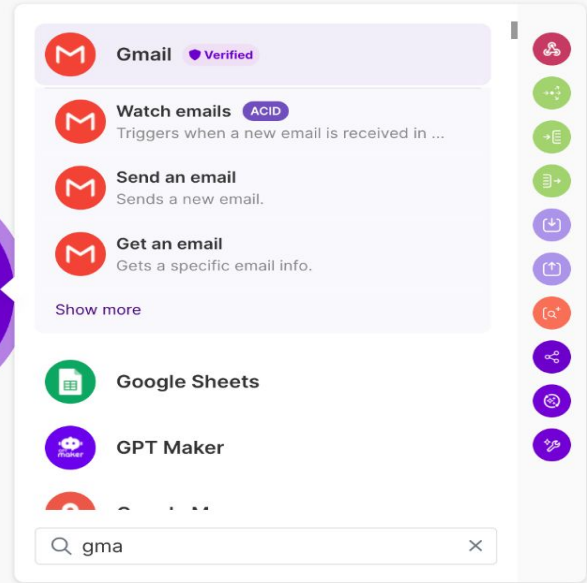 Gmail Verified
Watch emails ACID
Triggers when a new email is received in ...
Send an email
Sends a new email.
Get an email
Gets a specific email info.
Show more
Google Sheets
GPT Maker
maker
gma